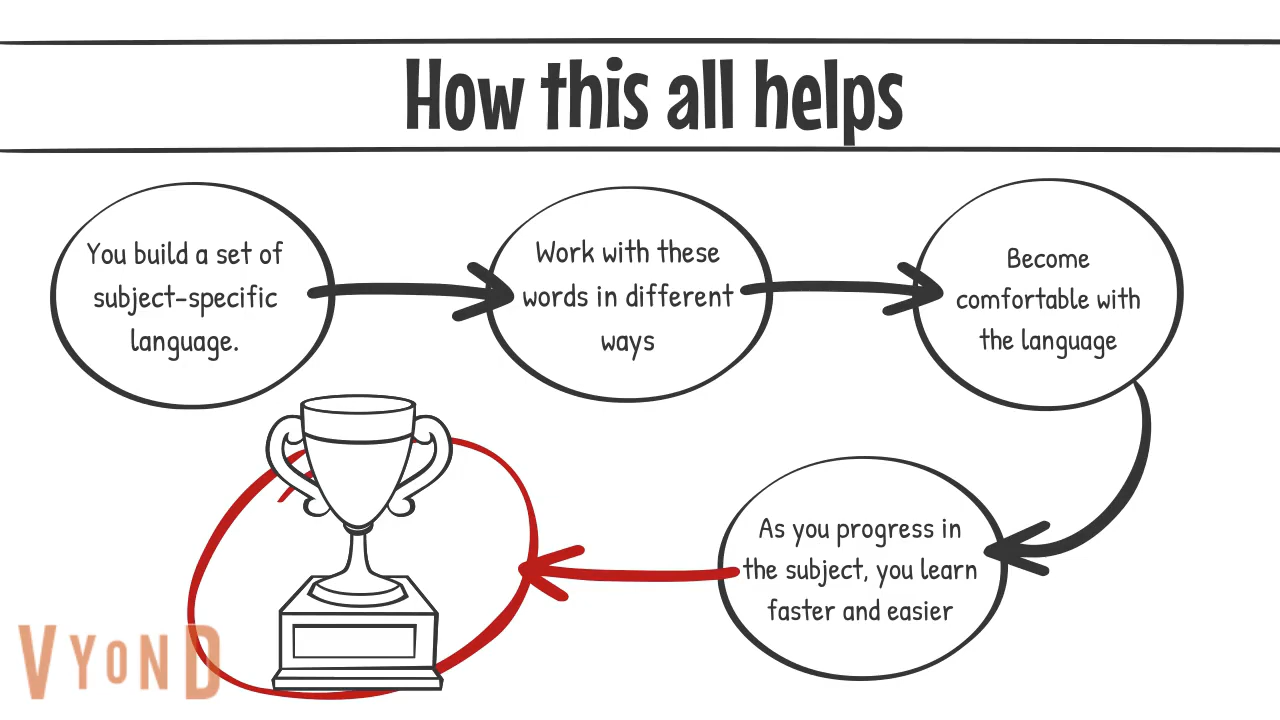 How this all helps
You build a set of
subject-specific
language.
Work with these
words in different
ways
Become
comfortable with
the language
As you progress in
the subject, you learn
faster and easier
VYOND